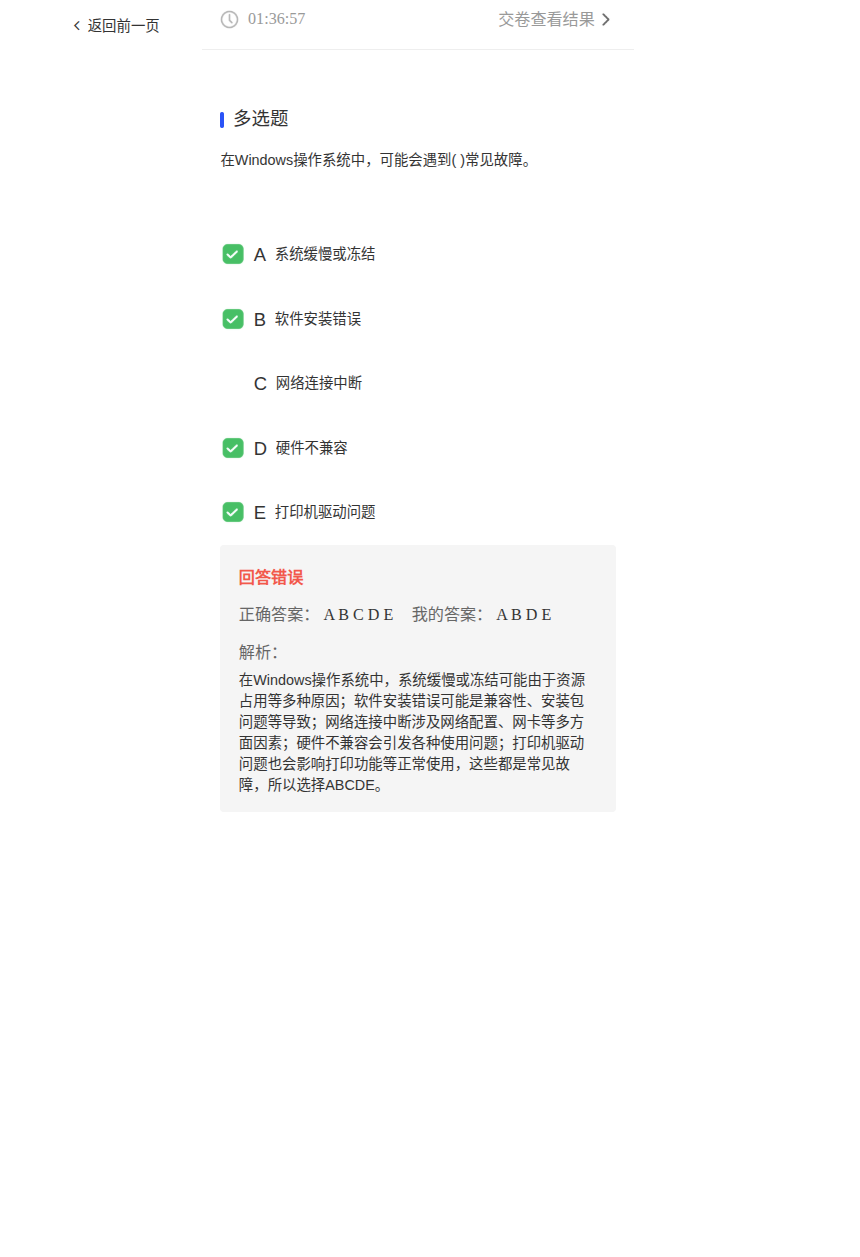 返回前一页
01:36:57
交卷查看结果
多选题
在Windows操作系统中，可能会遇到( )常见故障。
A 系统缓慢或冻结
B 软件安装错误
C 网络连接中断
D 硬件不兼容
E 打印机驱动问题
回答错误
正确答案： A B C D E 我的答案： A B D E
解析：
在Windows操作系统中，系统缓慢或冻结可能由于资源
占用等多种原因；软件安装错误可能是兼容性、安装包
问题等导致；网络连接中断涉及网络配置、网卡等多方
面因素；硬件不兼容会引发各种使用问题；打印机驱动
问题也会影响打印功能等正常使用，这些都是常见故
障，所以选择ABCDE。